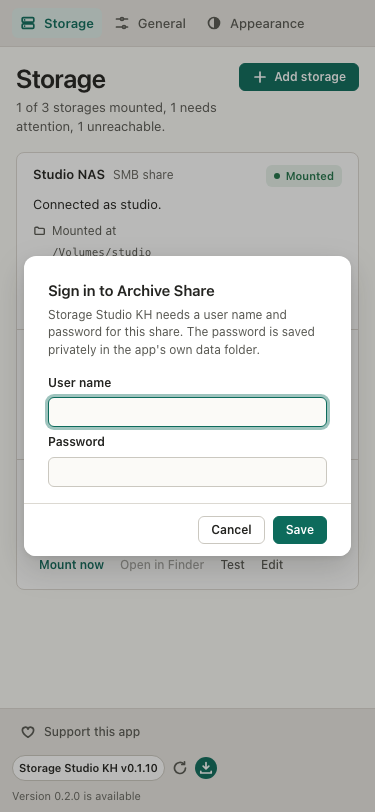 Storage General Appearance
Storage
Add storage
1 of 3 storages mounted, 1 needs
attention, 1 unreachable.
Studio NAS SMB share
Mounted
Connected as studio.
Mounted at
/Volumes/studio
Sign in to Archive Share
Storage Studio KH needs a user name and
password for this share. The password is saved
privately in the app's own data folder.
User name
Password
Cancel Save
Mount now Open in Finder Test Edit
Support this app
Storage Studio KH v0.1.10
Version 0.2.0 is available